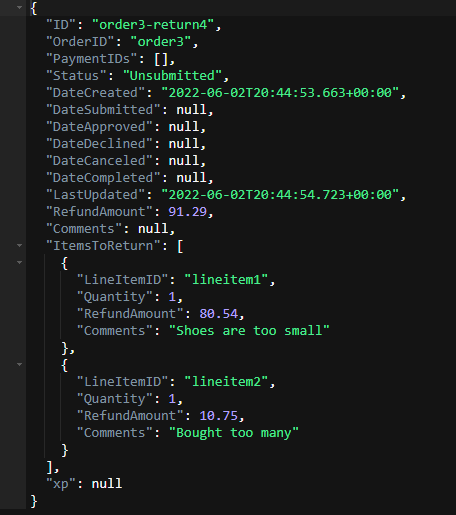 {
  "ID": "order3-return4",
  "OrderID": "order3",
  "PaymentIDs": [],
  "Status": "Unsubmitted",
  "DateCreated": "2022-06-02T20:44:53.663+00:00",
  "DateSubmitted": null,
  "DateApproved": null,
  "DateDeclined": null,
  "DateCanceled": null,
  "DateCompleted": null,
  "LastUpdated": "2022-06-02T20:44:54.723+00:00",
  "RefundAmount": 91.29,
  "Comments": null,
  "ItemsToReturn": [
    {
      "LineItemID": "lineitem1",
      "Quantity": 1,
      "RefundAmount": 80.54,
      "Comments": "Shoes are too small"
    },
    {
      "LineItemID": "lineitem2",
      "Quantity": 1,
      "RefundAmount": 10.75,
      "Comments": "Bought too many"
    }
  ],
  "xp": null
}